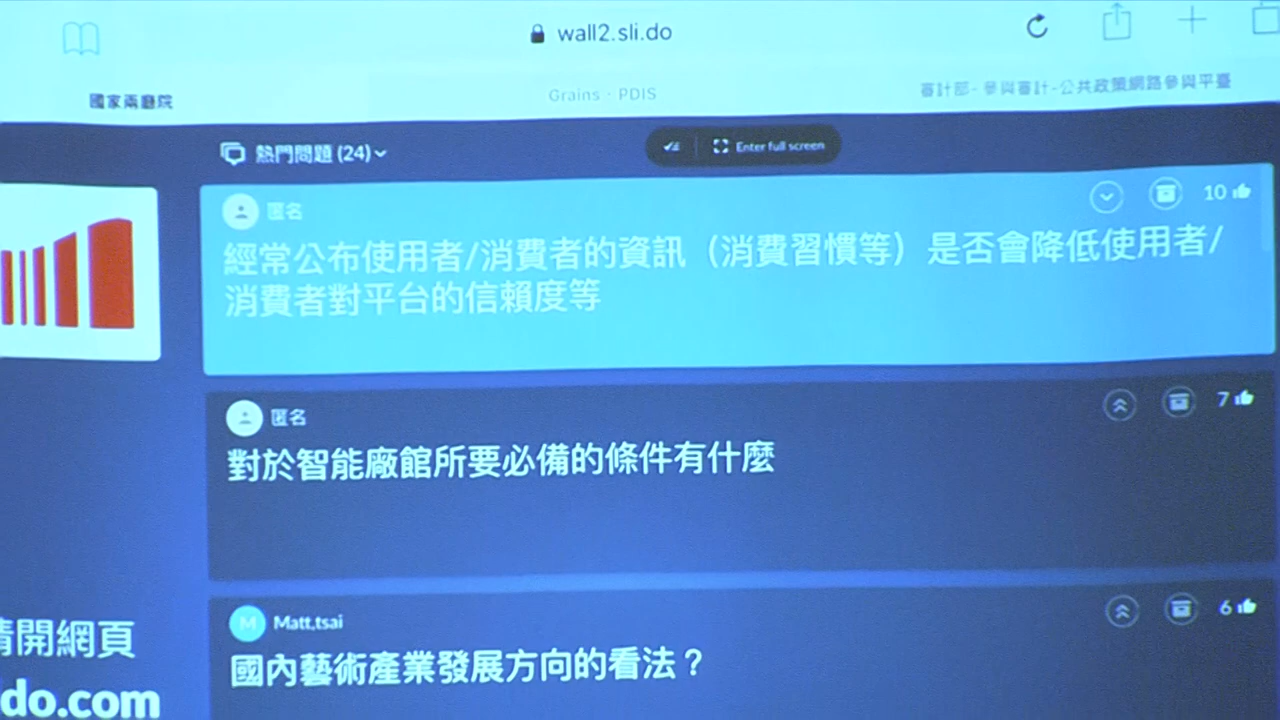 wall2.sli.do
國家兩廳院
Grains · PDIS
審計部-參與審計-公共政策網路參與平臺
熱門問題 (24)
Enter full screen
匿名
10
經常公布使用者/消費者的資訊（消費習慣等）是否會降低使用者/
消費者對平台的信賴度等
匿名
7
對於智能廠館所要必備的條件有什麼
M
Matt,tsai
6
國內藝術產業發展方向的看法？
請開網頁
do.com